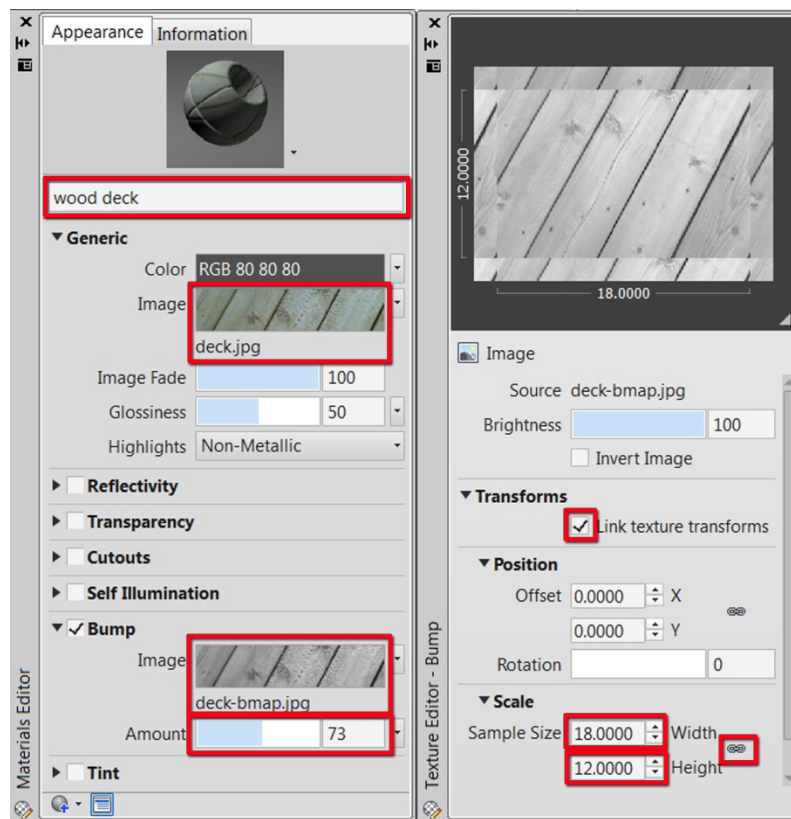 Appearance
Information
wood deck
Generic
Color RGB 80 80 80
Image
deck.jpg
Image Fade 100
Glossiness 50
Highlights Non-Metallic
Reflectivity
Transparency
Cutouts
Self Illumination
Bump
Image
deck-bmap.jpg
Amount 73
Tint
Materials Editor
12.0000
18.0000
Image
Source deck-bmap.jpg
Brightness 100
Invert Image
Transforms
Link texture transforms
Position
Offset 0.0000 X
0.0000 Y
Rotation 0
Scale
Sample Size 18.0000 Width
12.0000 Height
Texture Editor - Bump